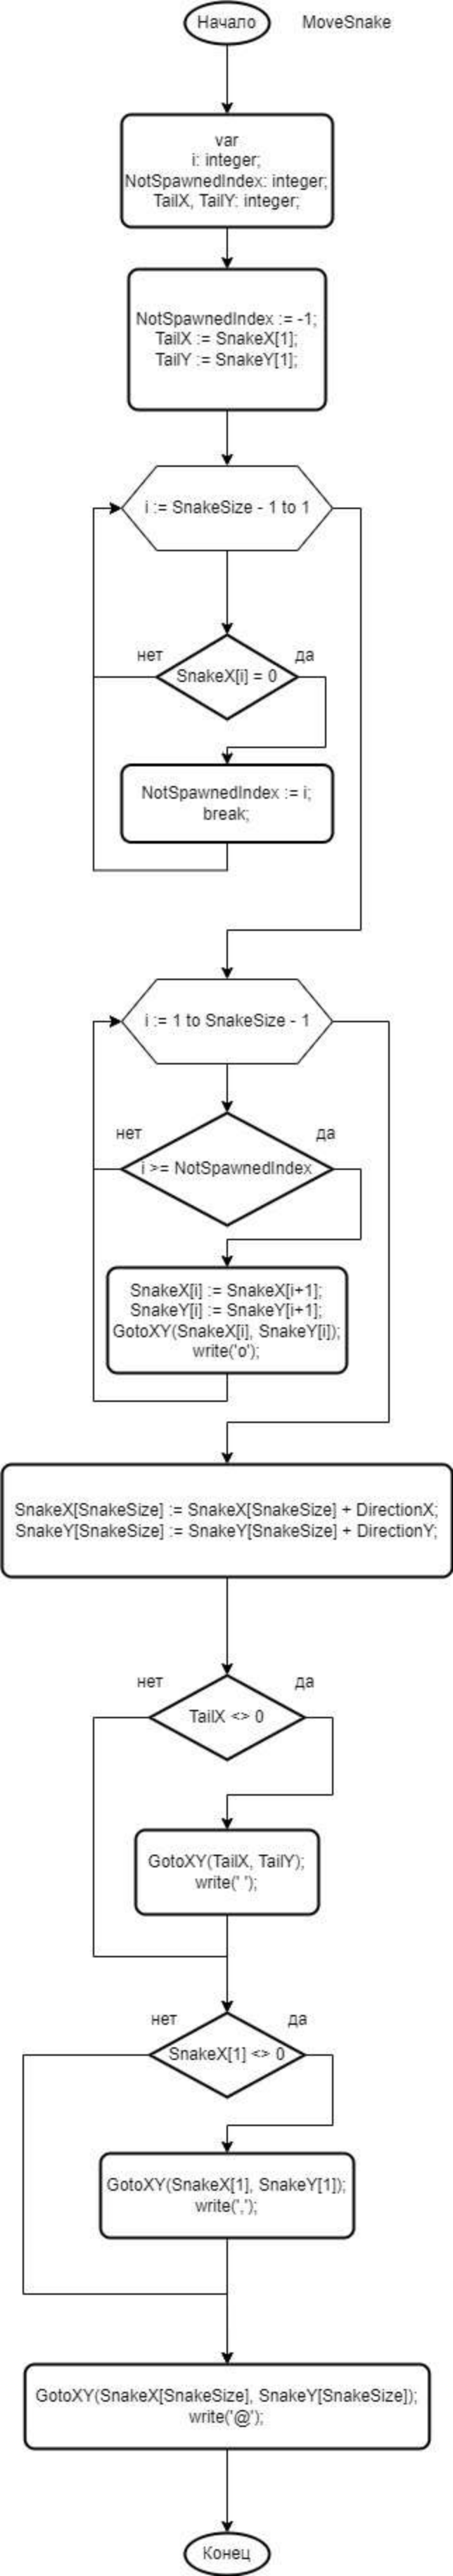 Начало
MoveSnake
var
i: integer;
NotSpawnedIndex: integer;
TailX, TailY: integer;
NotSpawnedIndex := -1;
TailX := SnakeX[1];
TailY := SnakeY[1];
i := SnakeSize - 1 to 1
нет
да
SnakeX[i] = 0
NotSpawnedIndex := i;
break;
i := 1 to SnakeSize - 1
нет
да
i >= NotSpawnedIndex
SnakeX[i] := SnakeX[i+1];
SnakeY[i] := SnakeY[i+1];
GotoXY(SnakeX[i], SnakeY[i]);
write('o');
SnakeX[SnakeSize] := SnakeX[SnakeSize] + DirectionX;
SnakeY[SnakeSize] := SnakeY[SnakeSize] + DirectionY;
нет
да
TailX <> 0
GotoXY(TailX, TailY);
write(' ');
нет
да
SnakeX[1] <> 0
GotoXY(SnakeX[1], SnakeY[1]);
write(',');
GotoXY(SnakeX[SnakeSize], SnakeY[SnakeSize]);
write('@');
Конец